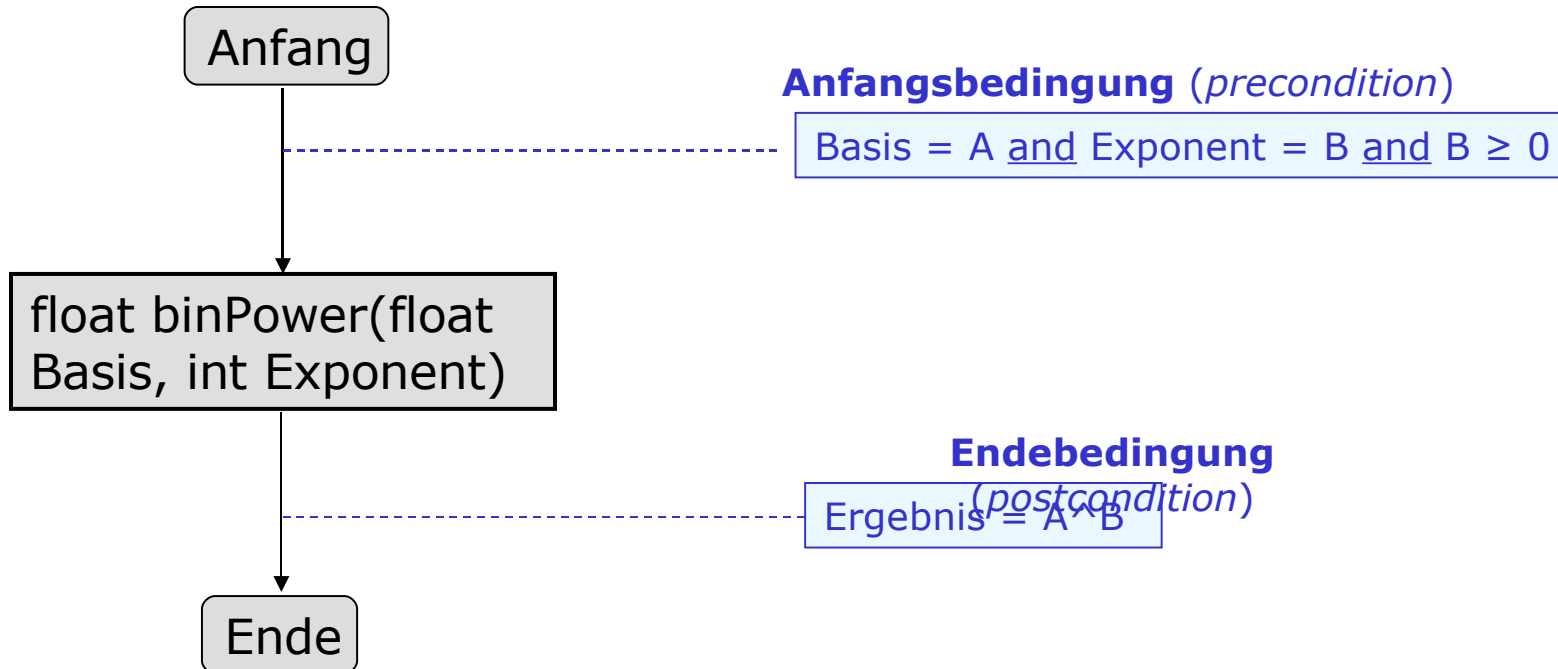 Anfang
Anfangsbedingung (precondition)
Basis = A and Exponent = B and B ≥ 0
float binPower(float
Basis, int Exponent)
Endebedingung
(postcondition)
Ergebnis = A^B
Ende